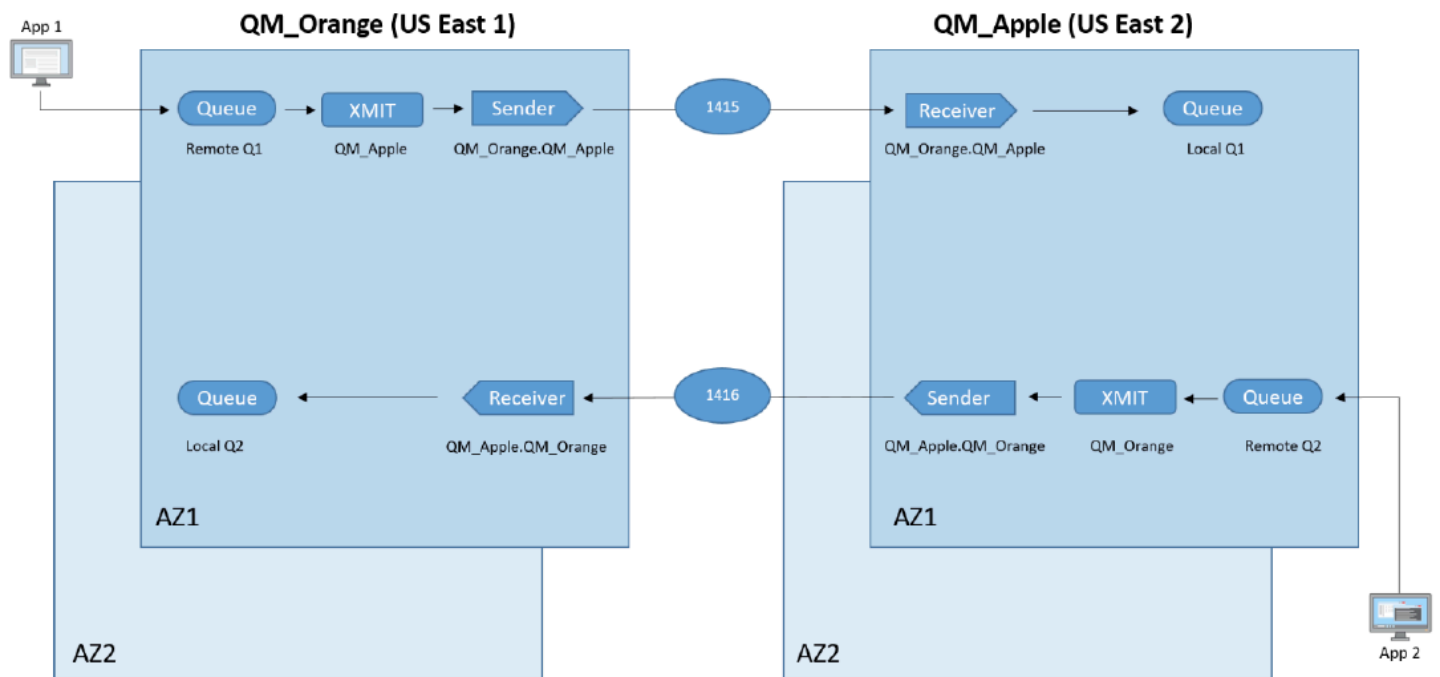 App 1
QM_Orange (US East 1)
QM_Apple (US East 2)
Queue
XMIT
Sender
1415
Receiver
Queue
Remote Q1
QM_Apple
QM_Orange.QM_Apple
QM_Orange.QM_Apple
Local Q1
Queue
Receiver
1416
Sender
XMIT
Queue
Local Q2
QM_Apple.QM_Orange
QM_Apple.QM_Orange
QM_Orange
Remote Q2
AZ1
AZ1
AZ2
AZ2
App 2